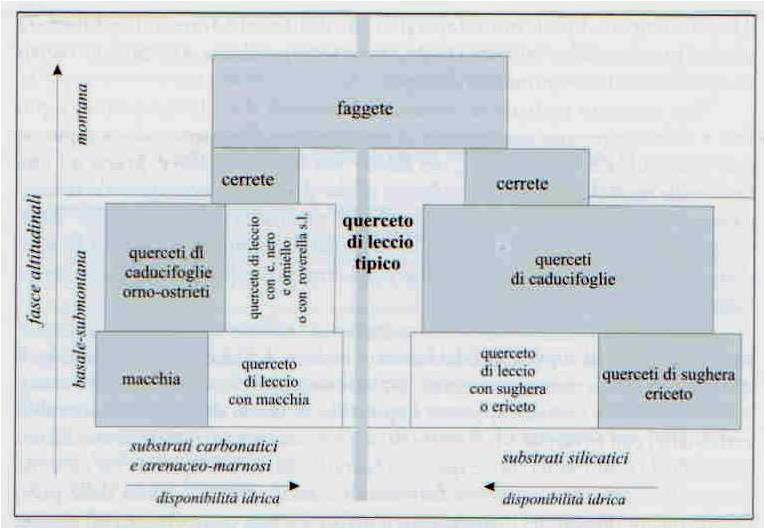 fasce altitudinali
montana
basale-submontana
faggete
cerrete
cerrete
querceti di
caducifoglie
orno-ostrieti
querceto di leccio
con c. nero
e orniello
o con roverella s.l.
querceto
di leccio
tipico
querceti
di caducifoglie
macchia
querceto
di leccio
con macchia
querceto
di leccio
con sughera
o ericeto
querceti di sughera
ericeto
substrati carbonatici
e arenaceo-marnosi
substrati silicatici
disponibilità idrica
disponibilità idrica